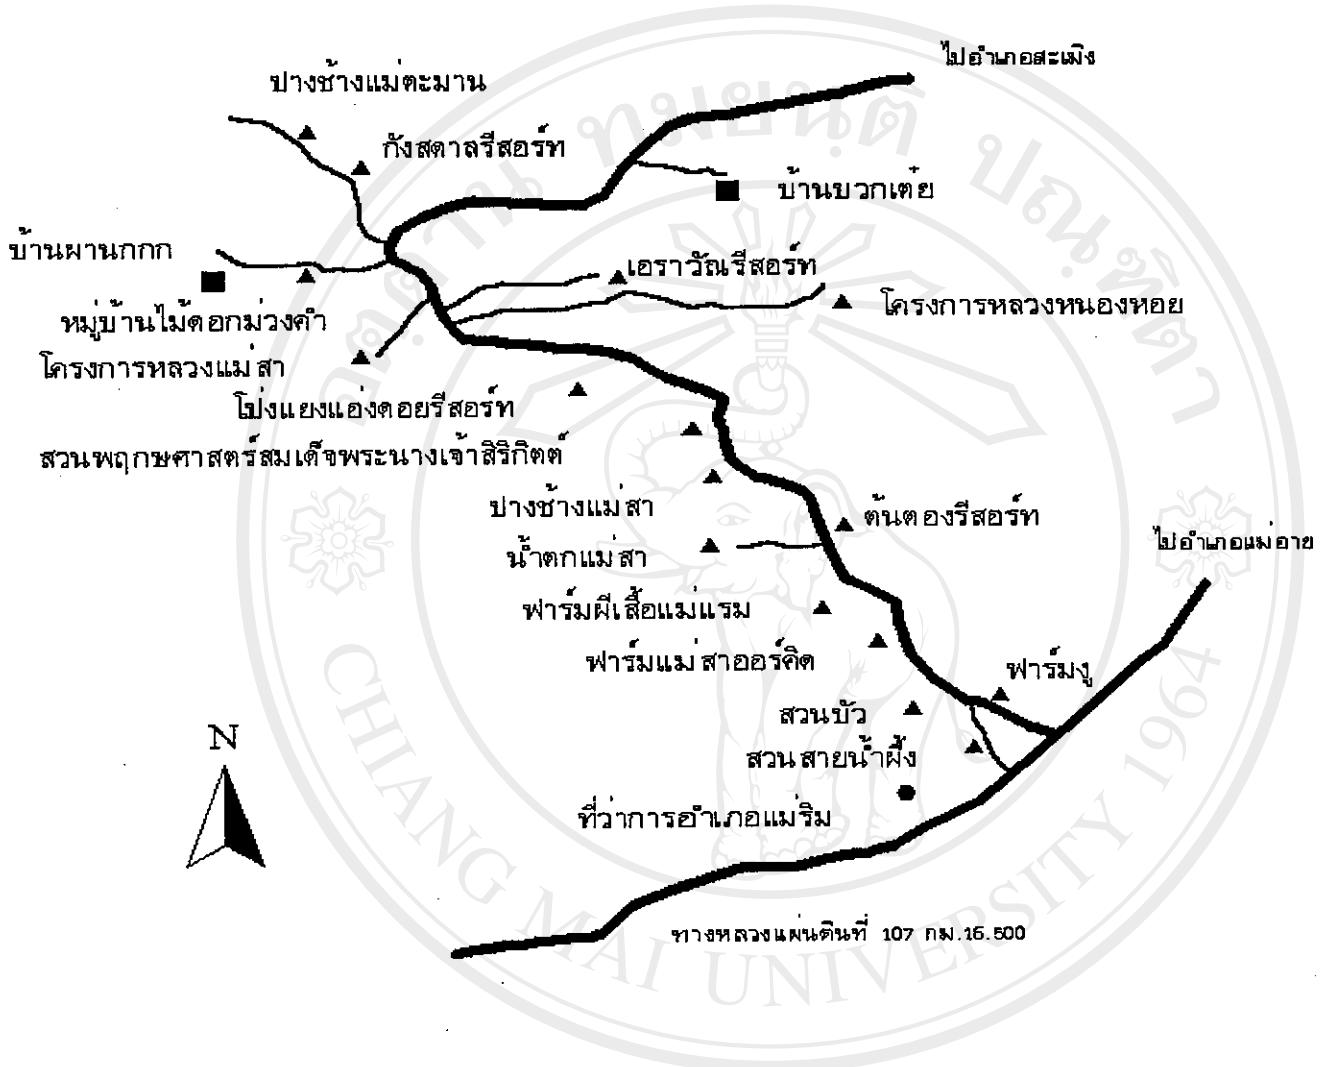 ไปอำเภอสะเมิง
ปางช้างแม่ตะมาน
กังสดาลรีสอร์ท
บ้านบวกเต๋ย
บ้านผานกกก
เอราวัณรีสอร์ท
โครงการหลวงหนองหอย
หมู่บ้านไม้ดอกม่วงคำ
โครงการหลวงแม่สา
โป่งแยงแอ่งดอยรีสอร์ท
สวนพฤกษศาสตร์สมเด็จพระนางเจ้าสิริกิตต์
ปางช้างแม่สา
ต้นตองรีสอร์ท
น้ำตกแม่สา
ไปอำเภอแม่อาย
ฟาร์มผีเสื้อแม่แรม
ฟาร์มแม่สาออร์คิด
ฟาร์มงู
สวนบัว
N
สวนสายน้ำผึ้ง
ที่ว่าการอำเภอแม่ริม
ทางหลวงแผ่นดินที่ 107 กม.16.500
CHIANG MAI UNIVERSITY 1964